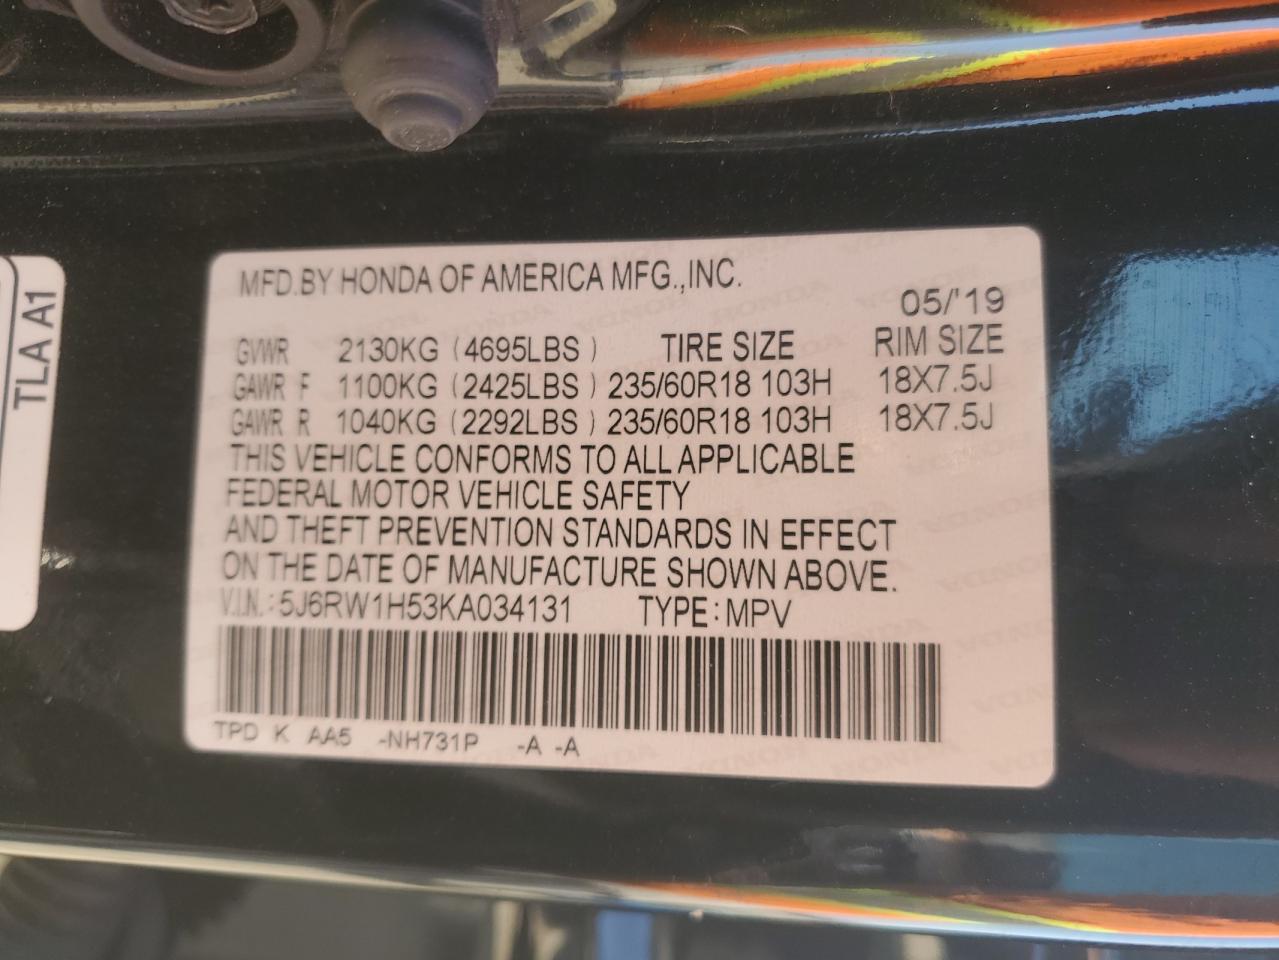 MFD.BY HONDA OF AMERICA MFG.,INC.
05/'19
GVWR 2130KG (4695LBS) TIRE SIZE RIM SIZE
GAWR F 1100KG (2425LBS) 235/60R18 103H 18X7.5J
GAWR R 1040KG (2292LBS) 235/60R18 103H 18X7.5J
THIS VEHICLE CONFORMS TO ALL APPLICABLE
FEDERAL MOTOR VEHICLE SAFETY
AND THEFT PREVENTION STANDARDS IN EFFECT
ON THE DATE OF MANUFACTURE SHOWN ABOVE.
V.I.N.: 5J6RW1H53KA034131 TYPE: MPV
TPD K AA5 -NH731P -A -A
TLA A1